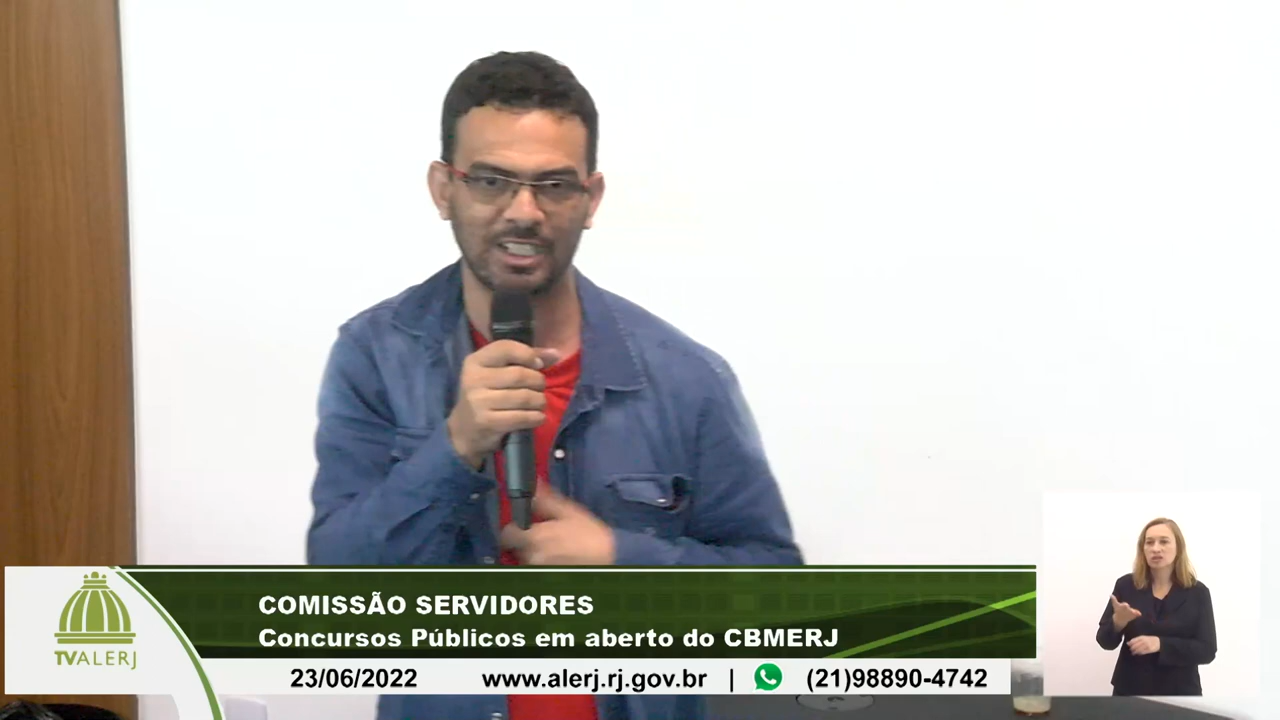 COMISSÃO SERVIDORES
Concursos Públicos em aberto do CBMERJ
TVALERJ
23/06/2022 www.alerj.rj.gov.br | (21)98890-4742